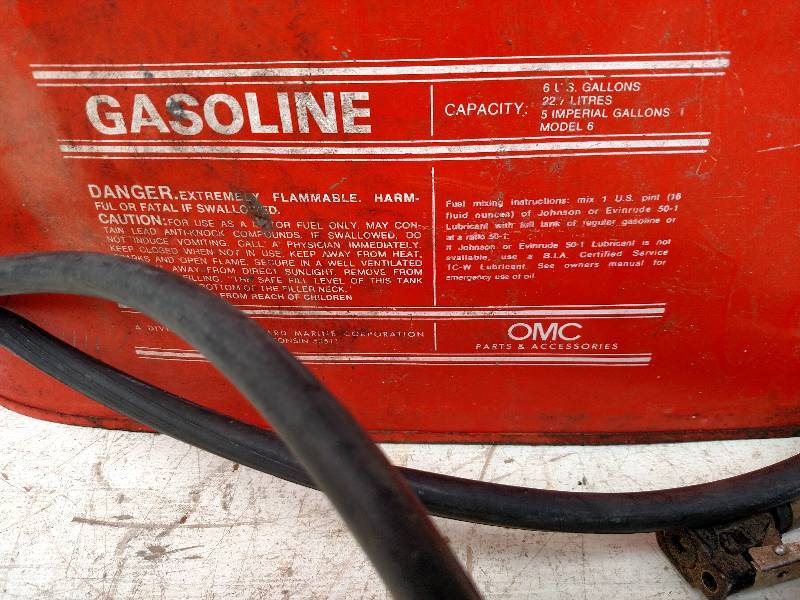 GASOLINE
CAPACITY:
6 U.S. GALLONS
22.7 LITRES
5 IMPERIAL GALLONS
MODEL 6
DANGER. EXTREMELY FLAMMABLE. HARM-
FUL OR FATAL IF SWALLOWED.
CAUTION: FOR USE AS A MOTOR FUEL ONLY. MAY CON-
TAIN LEAD ANTI-KNOCK COMPOUNDS. IF SWALLOWED, DO
NOT INDUCE VOMITING. CALL A PHYSICIAN IMMEDIATELY.
KEEP CLOSED WHEN NOT IN USE. KEEP AWAY FROM HEAT,
SPARKS AND OPEN FLAME. SECURE IN A WELL VENTILATED
AWAY FROM DIRECT SUNLIGHT. REMOVE FROM
FILLING. THE SAFE FILL LEVEL OF THIS TANK
BOTTOM OF THE FILLER NECK.
FROM REACH OF CHILDREN
Fuel mixing instructions: mix 1 U.S. pint (16
fluid ounces) of Johnson or Evinrude 50-1
Lubricant with full tank of regular gasoline or
at a ratio 50-1.
If Johnson or Evinrude 50-1 Lubricant is not
available, use a B.I.A. Certified Service
TC-W Lubricant. See owners manual for
emergency use of oil.
A DIVI
ARD MARINE CORPORATION
CONSIN
OMC
PARTS & ACCESSORIES